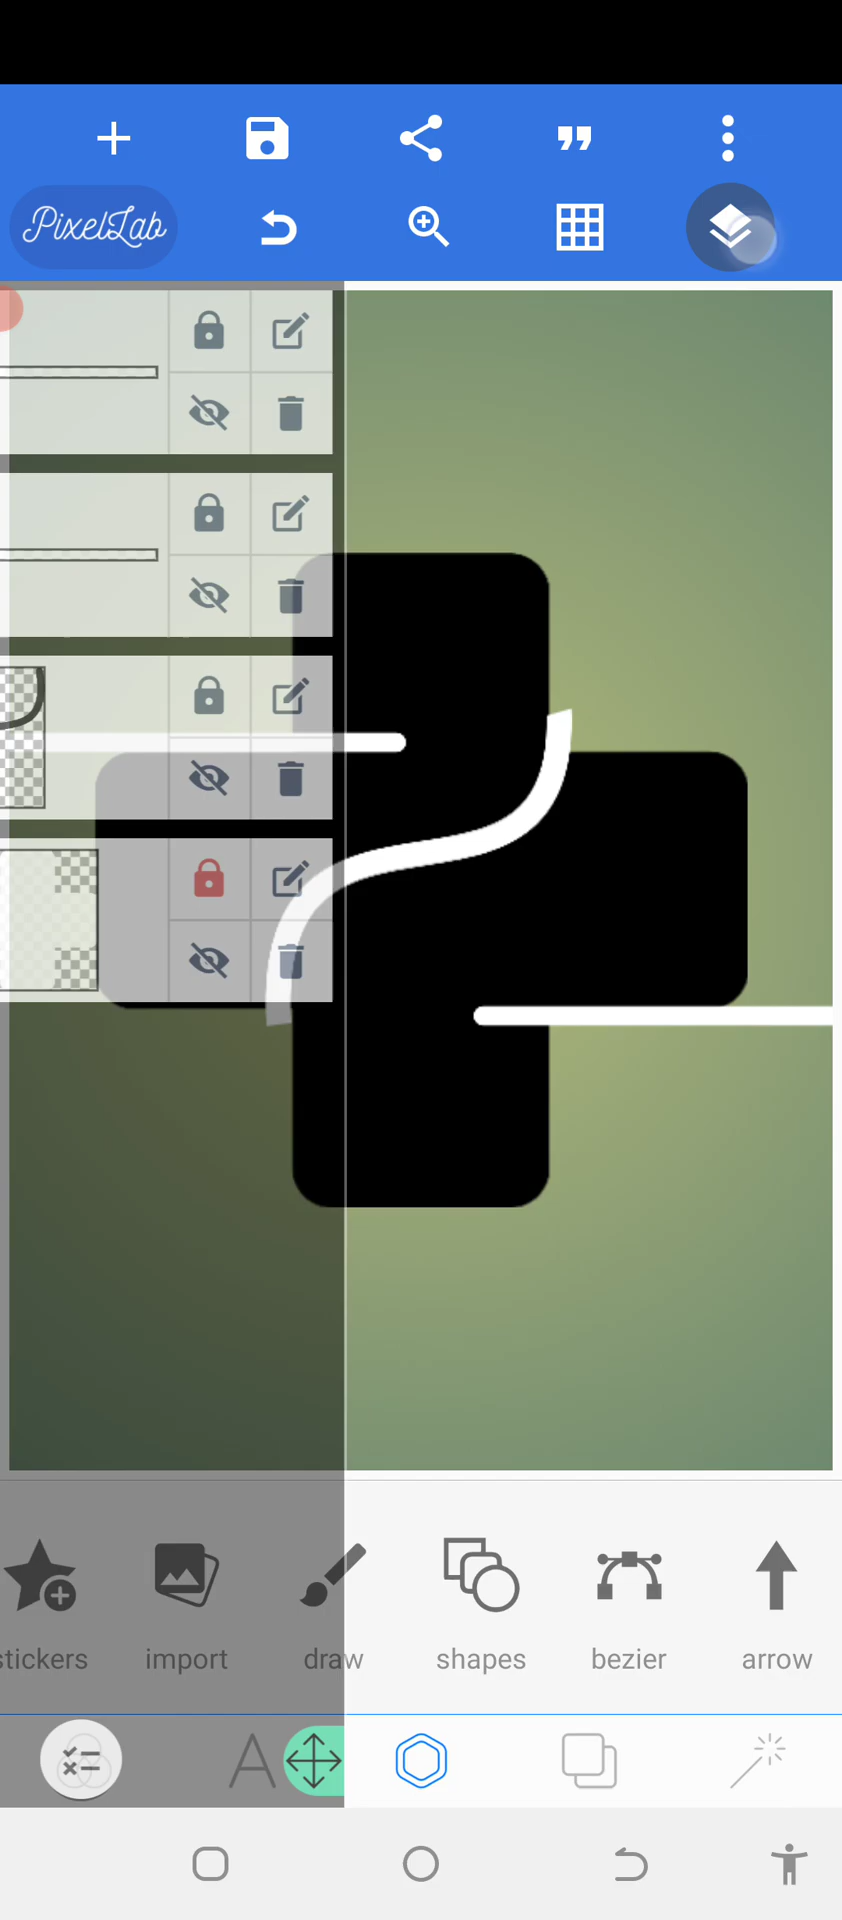 PixelLab
stickers
import
draw
shapes
bezier
arrow